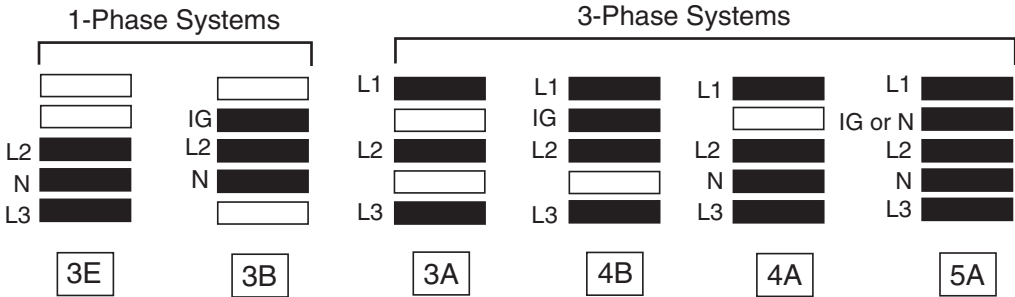 1-Phase Systems
3-Phase Systems
L2
N
L3
3E
IG
L2
N
3B
L1
L2
L3
3A
L1
IG
L2
L3
4B
L1
L2
N
L3
4A
L1
IG or N
L2
N
L3
5A